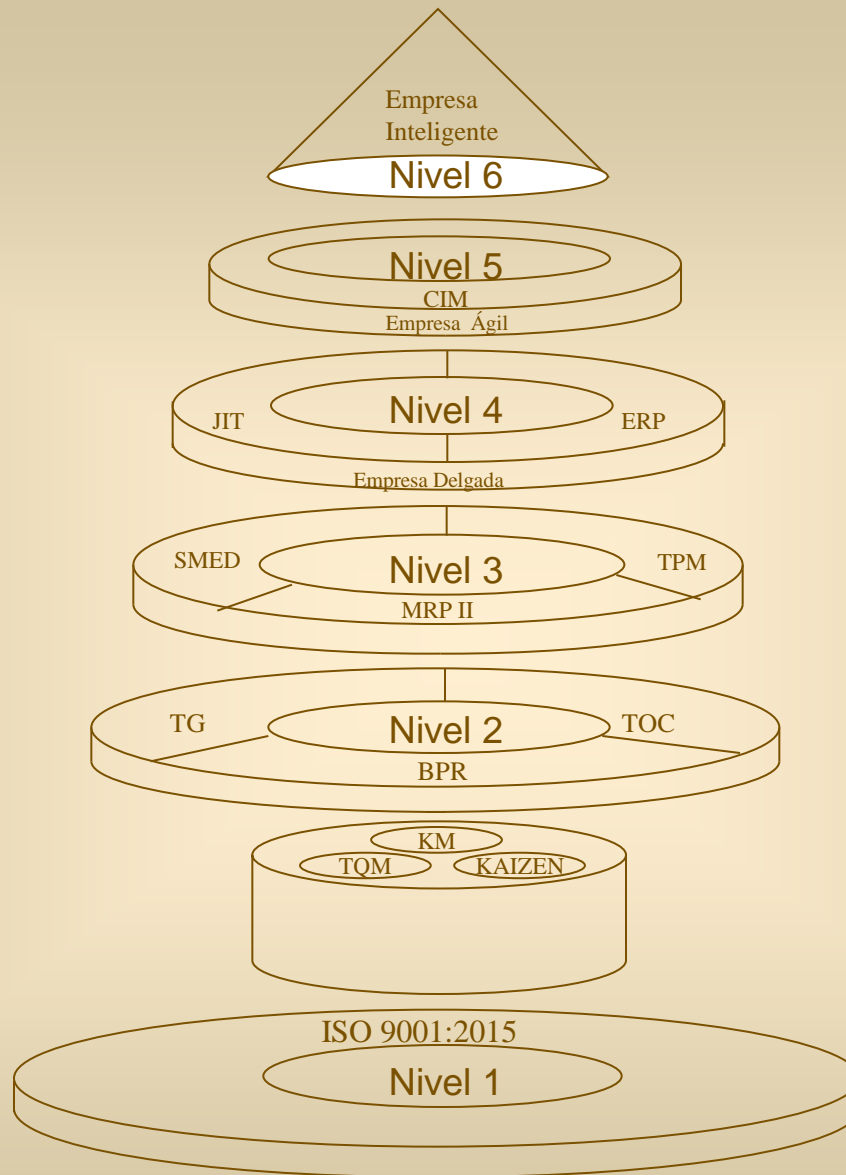 Empresa
Inteligente
Nivel 6
Nivel 5
CIM
Empresa Ágil
Nivel 4
JIT
ERP
Empresa Delgada
SMED
TPM
Nivel 3
MRP II
TG
TOC
Nivel 2
BPR
KM
TQM
KAIZEN
ISO 9001:2015
Nivel 1